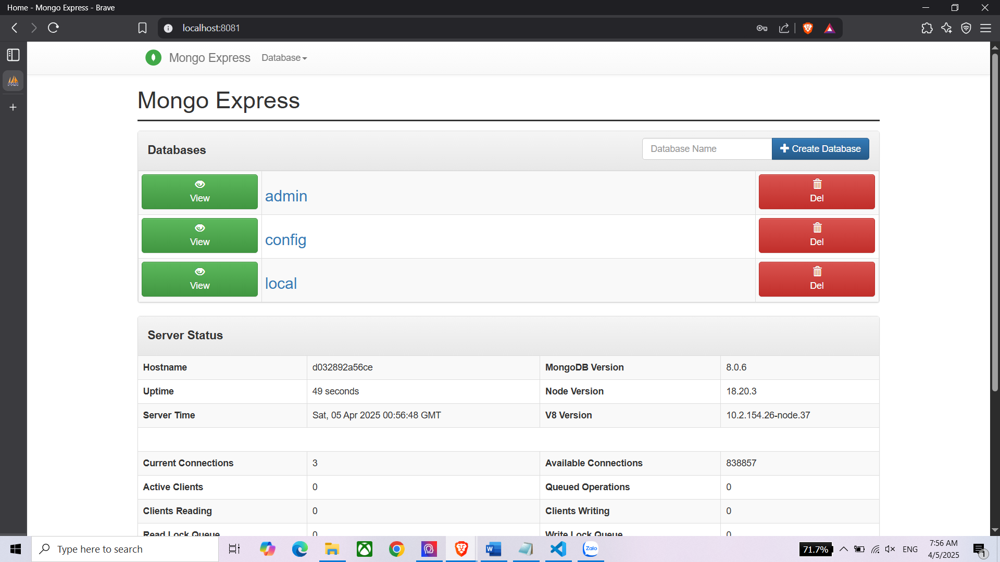 Home - Mongo Express - Brave
localhost:8081
Mongo Express Database
Mongo Express
Databases
Database Name
Create Database
View admin Del
View config Del
View local Del
Server Status
Hostname d032892a56ce MongoDB Version 8.0.6
Uptime 49 seconds Node Version 18.20.3
Server Time Sat, 05 Apr 2025 00:56:48 GMT V8 Version 10.2.154.26-node.37
Current Connections 3 Available Connections 838857
Active Clients 0 Queued Operations 0
Clients Reading 0 Clients Writing 0
Read Lock Queue 0 Write Lock Queue 0
Type here to search
Zalo
71.7%
ENG
7:56 AM
4/5/2025
1